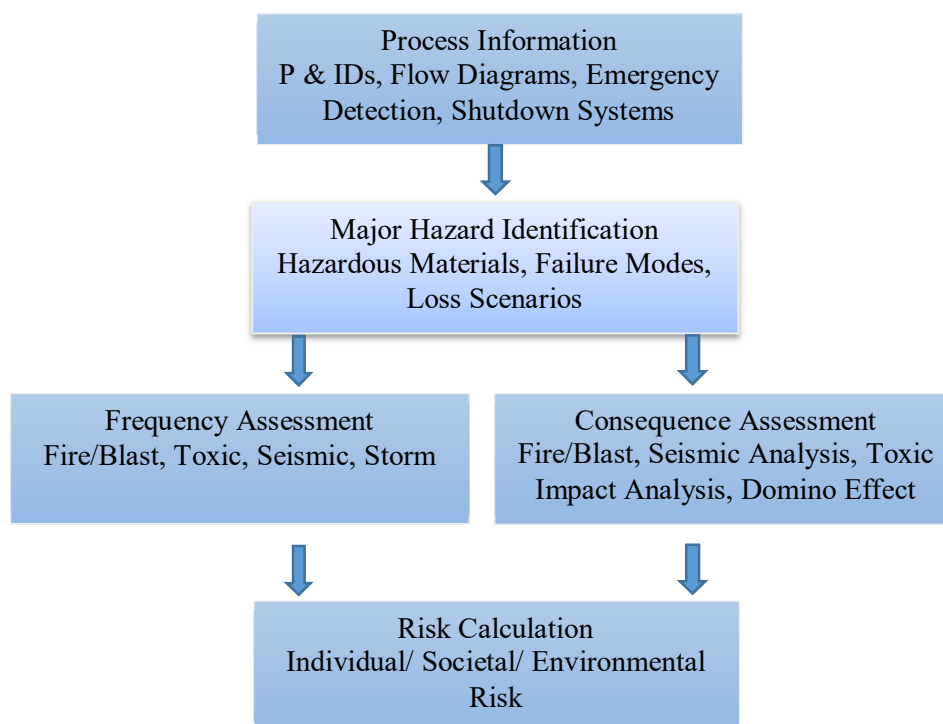 Process Information
P & IDs, Flow Diagrams, Emergency
Detection, Shutdown Systems
Major Hazard Identification
Hazardous Materials, Failure Modes,
Loss Scenarios
Frequency Assessment
Fire/Blast, Toxic, Seismic, Storm
Consequence Assessment
Fire/Blast, Seismic Analysis, Toxic
Impact Analysis, Domino Effect
Risk Calculation
Individual/ Societal/ Environmental
Risk